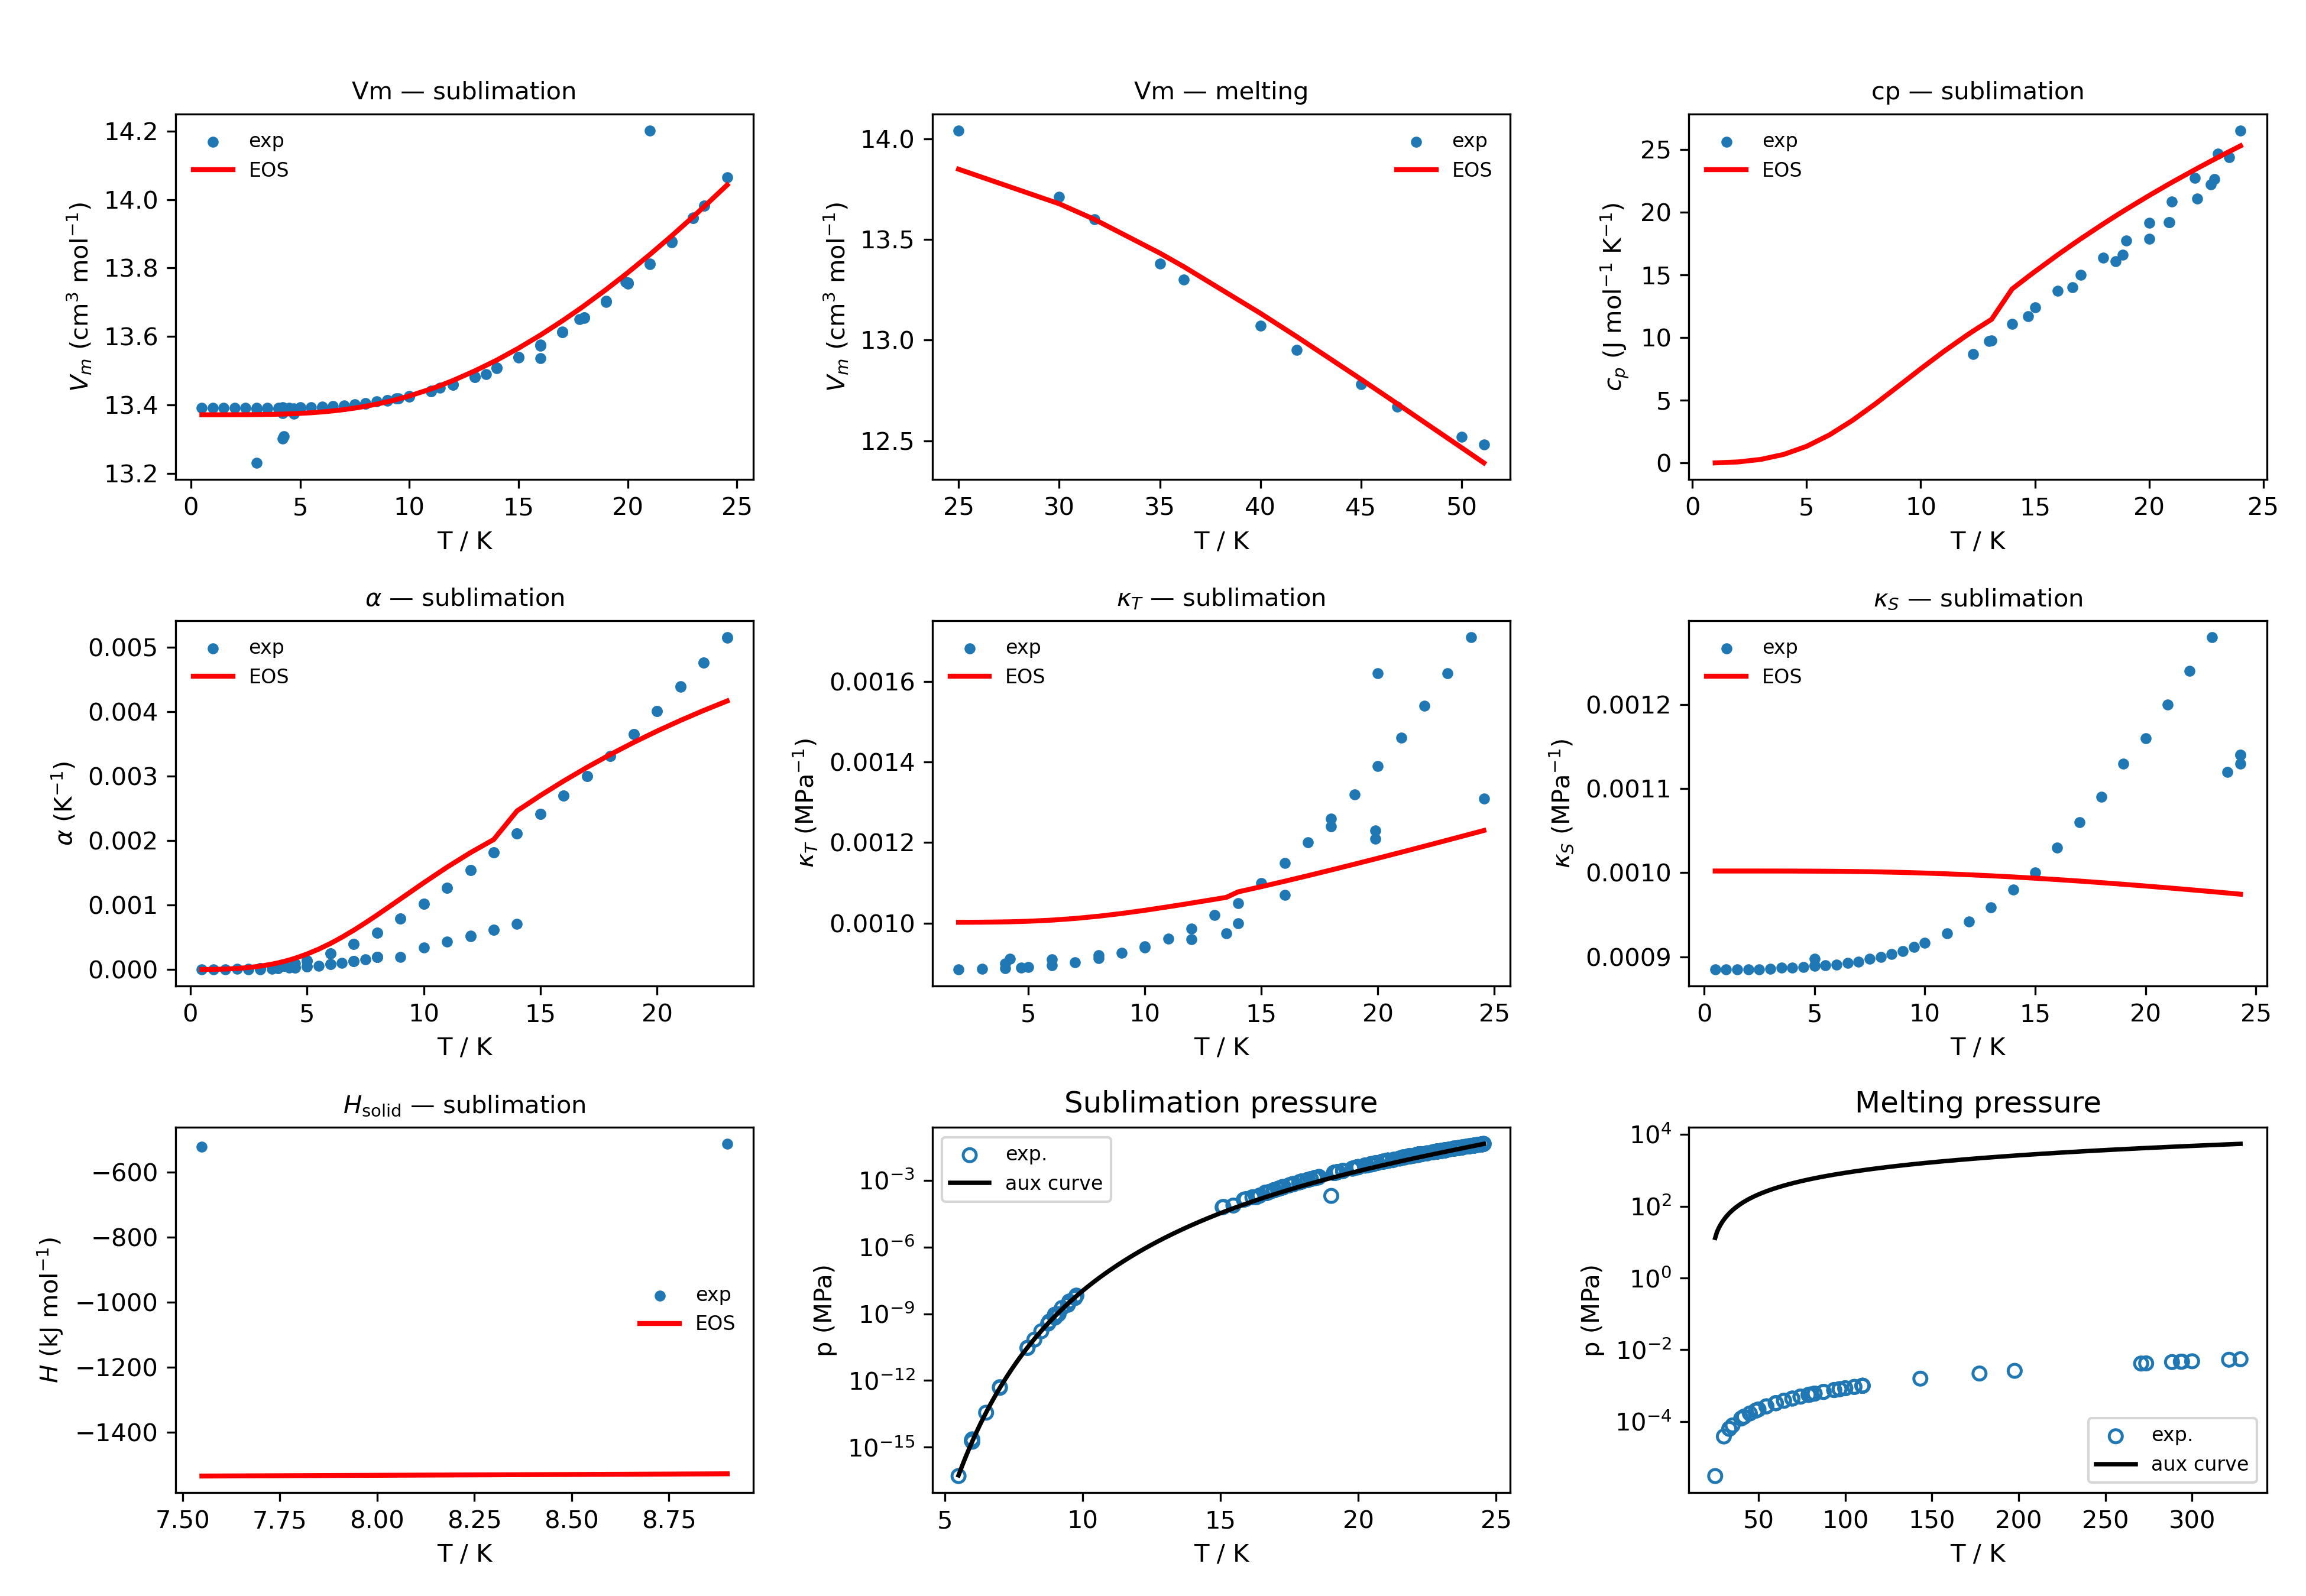 Vm — sublimation
14.2
14.0
13.8
13.6
13.4
13.2
V_m (cm³ mol⁻¹)
exp
EOS
0 5 10 15 20 25
T / K
Vm — melting
14.0
13.5
13.0
12.5
V_m (cm³ mol⁻¹)
exp
EOS
25 30 35 40 45 50
T / K
cp — sublimation
25
20
15
10
5
0
c_p (J mol⁻¹ K⁻¹)
exp
EOS
0 5 10 15 20 25
T / K
α — sublimation
0.005
0.004
0.003
0.002
0.001
0.000
α (K⁻¹)
exp
EOS
0 5 10 15 20
T / K
κ_T — sublimation
0.0016
0.0014
0.0012
0.0010
κ_T (MPa⁻¹)
exp
EOS
5 10 15 20 25
T / K
κ_S — sublimation
0.0012
0.0011
0.0010
0.0009
κ_S (MPa⁻¹)
exp
EOS
0 5 10 15 20 25
T / K
H_solid — sublimation
−600
−800
−1000
−1200
−1400
H (kJ mol⁻¹)
exp
EOS
7.50 7.75 8.00 8.25 8.50 8.75
T / K
Sublimation pressure
10⁻³
10⁻⁶
10⁻⁹
10⁻¹²
10⁻¹⁵
p (MPa)
exp.
aux curve
5 10 15 20 25
T / K
Melting pressure
10⁴
10²
10⁰
10⁻²
10⁻⁴
p (MPa)
exp.
aux curve
50 100 150 200 250 300
T / K